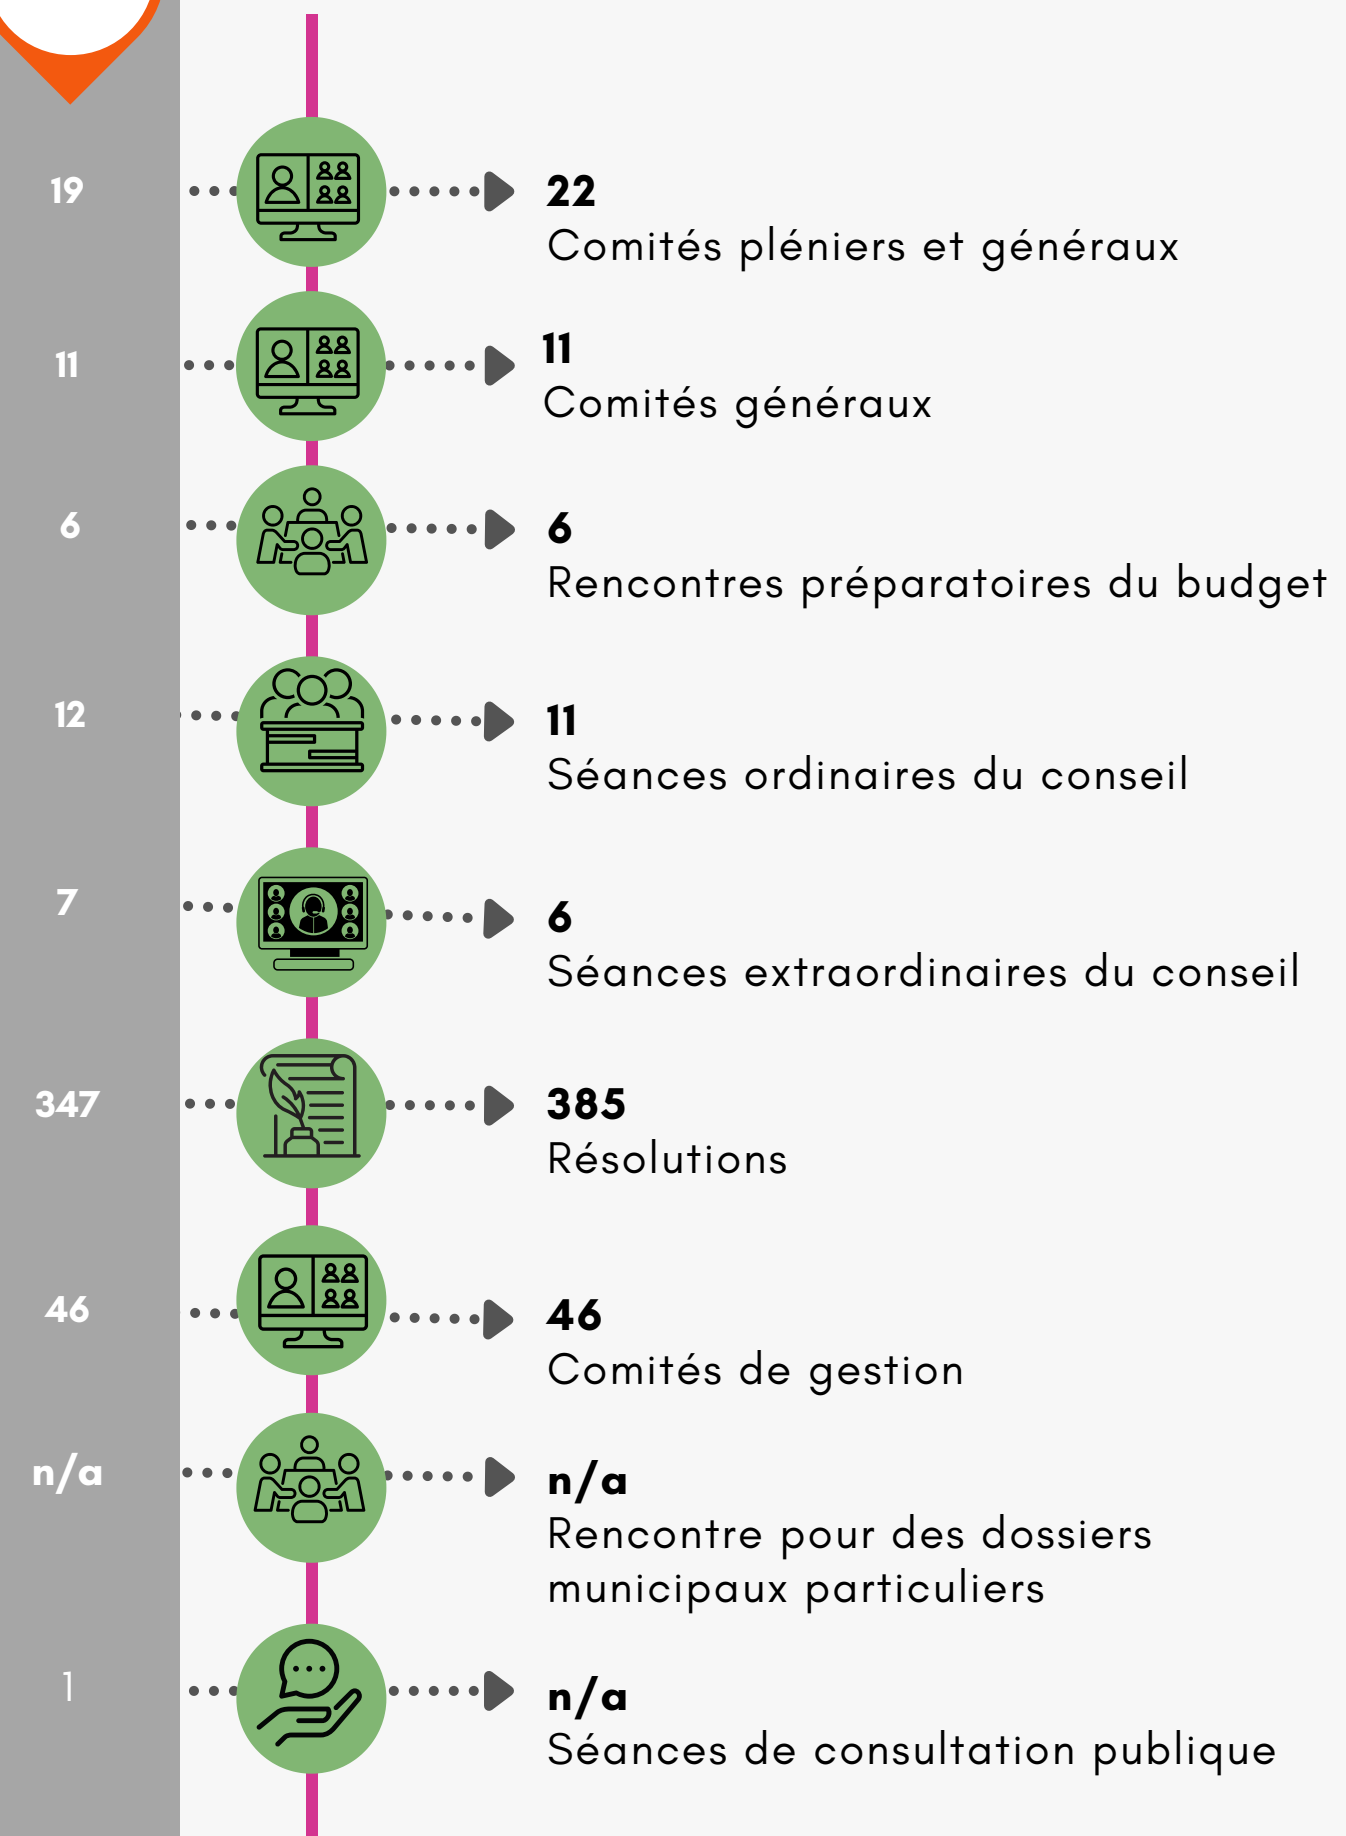 19
22
Comités pléniers et généraux
11
11
Comités généraux
6
6
Rencontres préparatoires du budget
12
11
Séances ordinaires du conseil
7
6
Séances extraordinaires du conseil
347
385
Résolutions
46
46
Comités de gestion
n/a
n/a
Rencontre pour des dossiers
municipaux particuliers
1
n/a
Séances de consultation publique